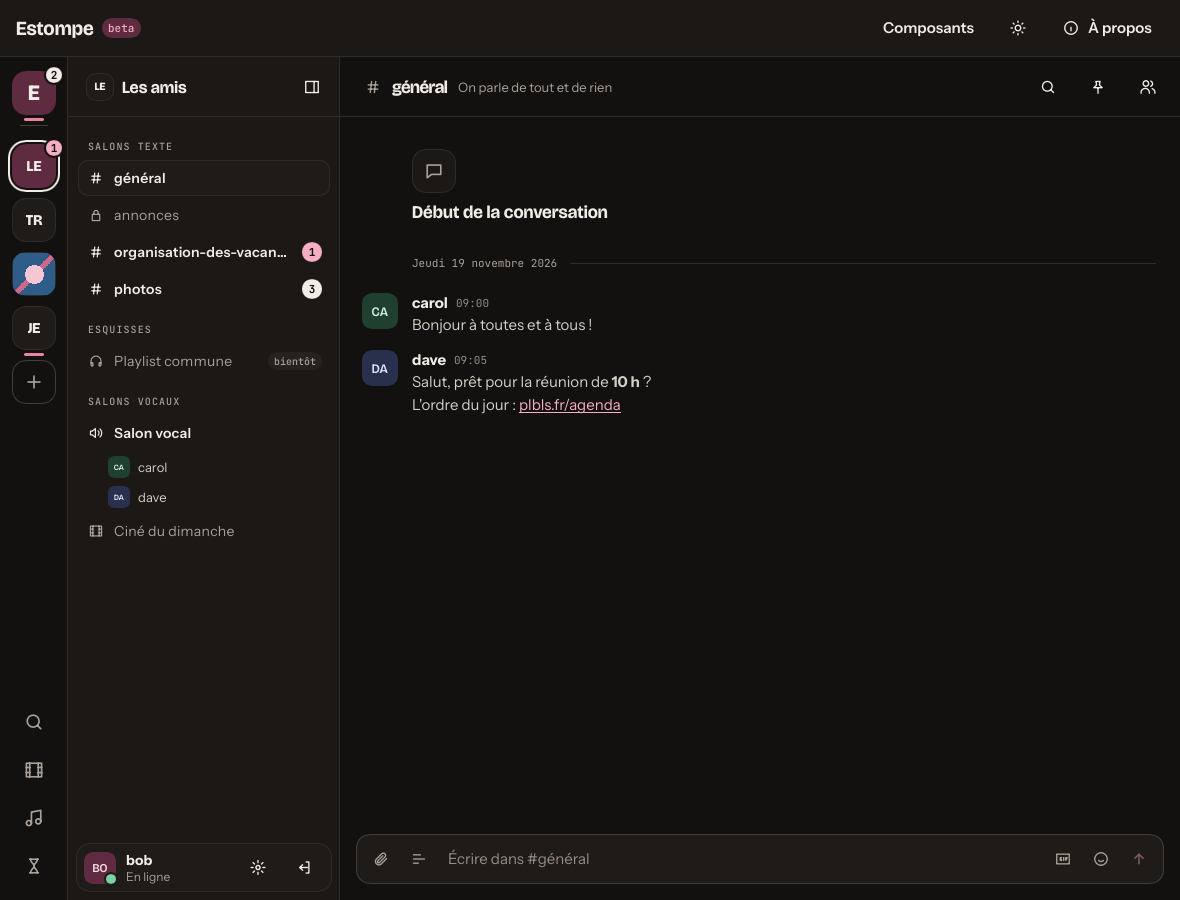 Estompe beta
Composants
À propos
E 2
LE 1
TR
JE
LE Les amis
SALONS TEXTE
# général
annonces
# organisation-des-vacan... 1
# photos 3
ESQUISSES
Playlist commune bientôt
SALONS VOCAUX
Salon vocal
CA carol
DA dave
Ciné du dimanche
BO bob
En ligne
# général On parle de tout et de rien
Début de la conversation
Jeudi 19 novembre 2026
CA carol 09:00
Bonjour à toutes et à tous !
DA dave 09:05
Salut, prêt pour la réunion de 10 h ?
L'ordre du jour : plbls.fr/agenda
Écrire dans #général
GIF